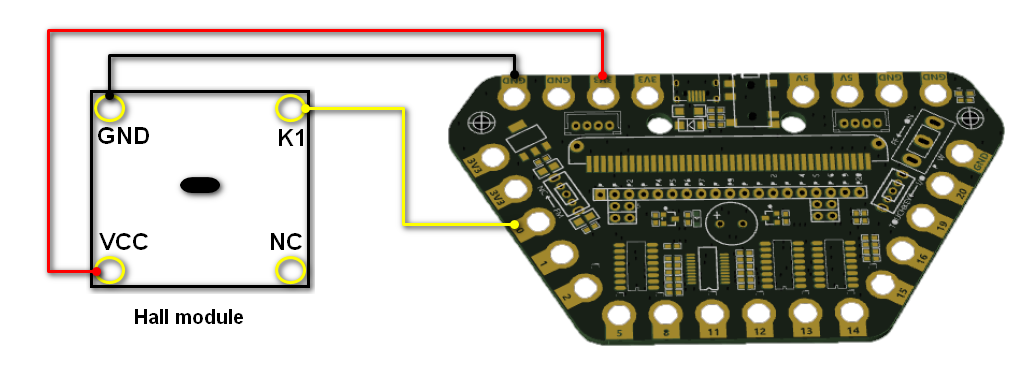 GND
K1
VCC
NC
Hall module
GND
GND
3V3
3V3
5V
5V
GND
GND
3V3
3V3
0
1
2
5
8
11
12
13
14
15
16
19
20
GND